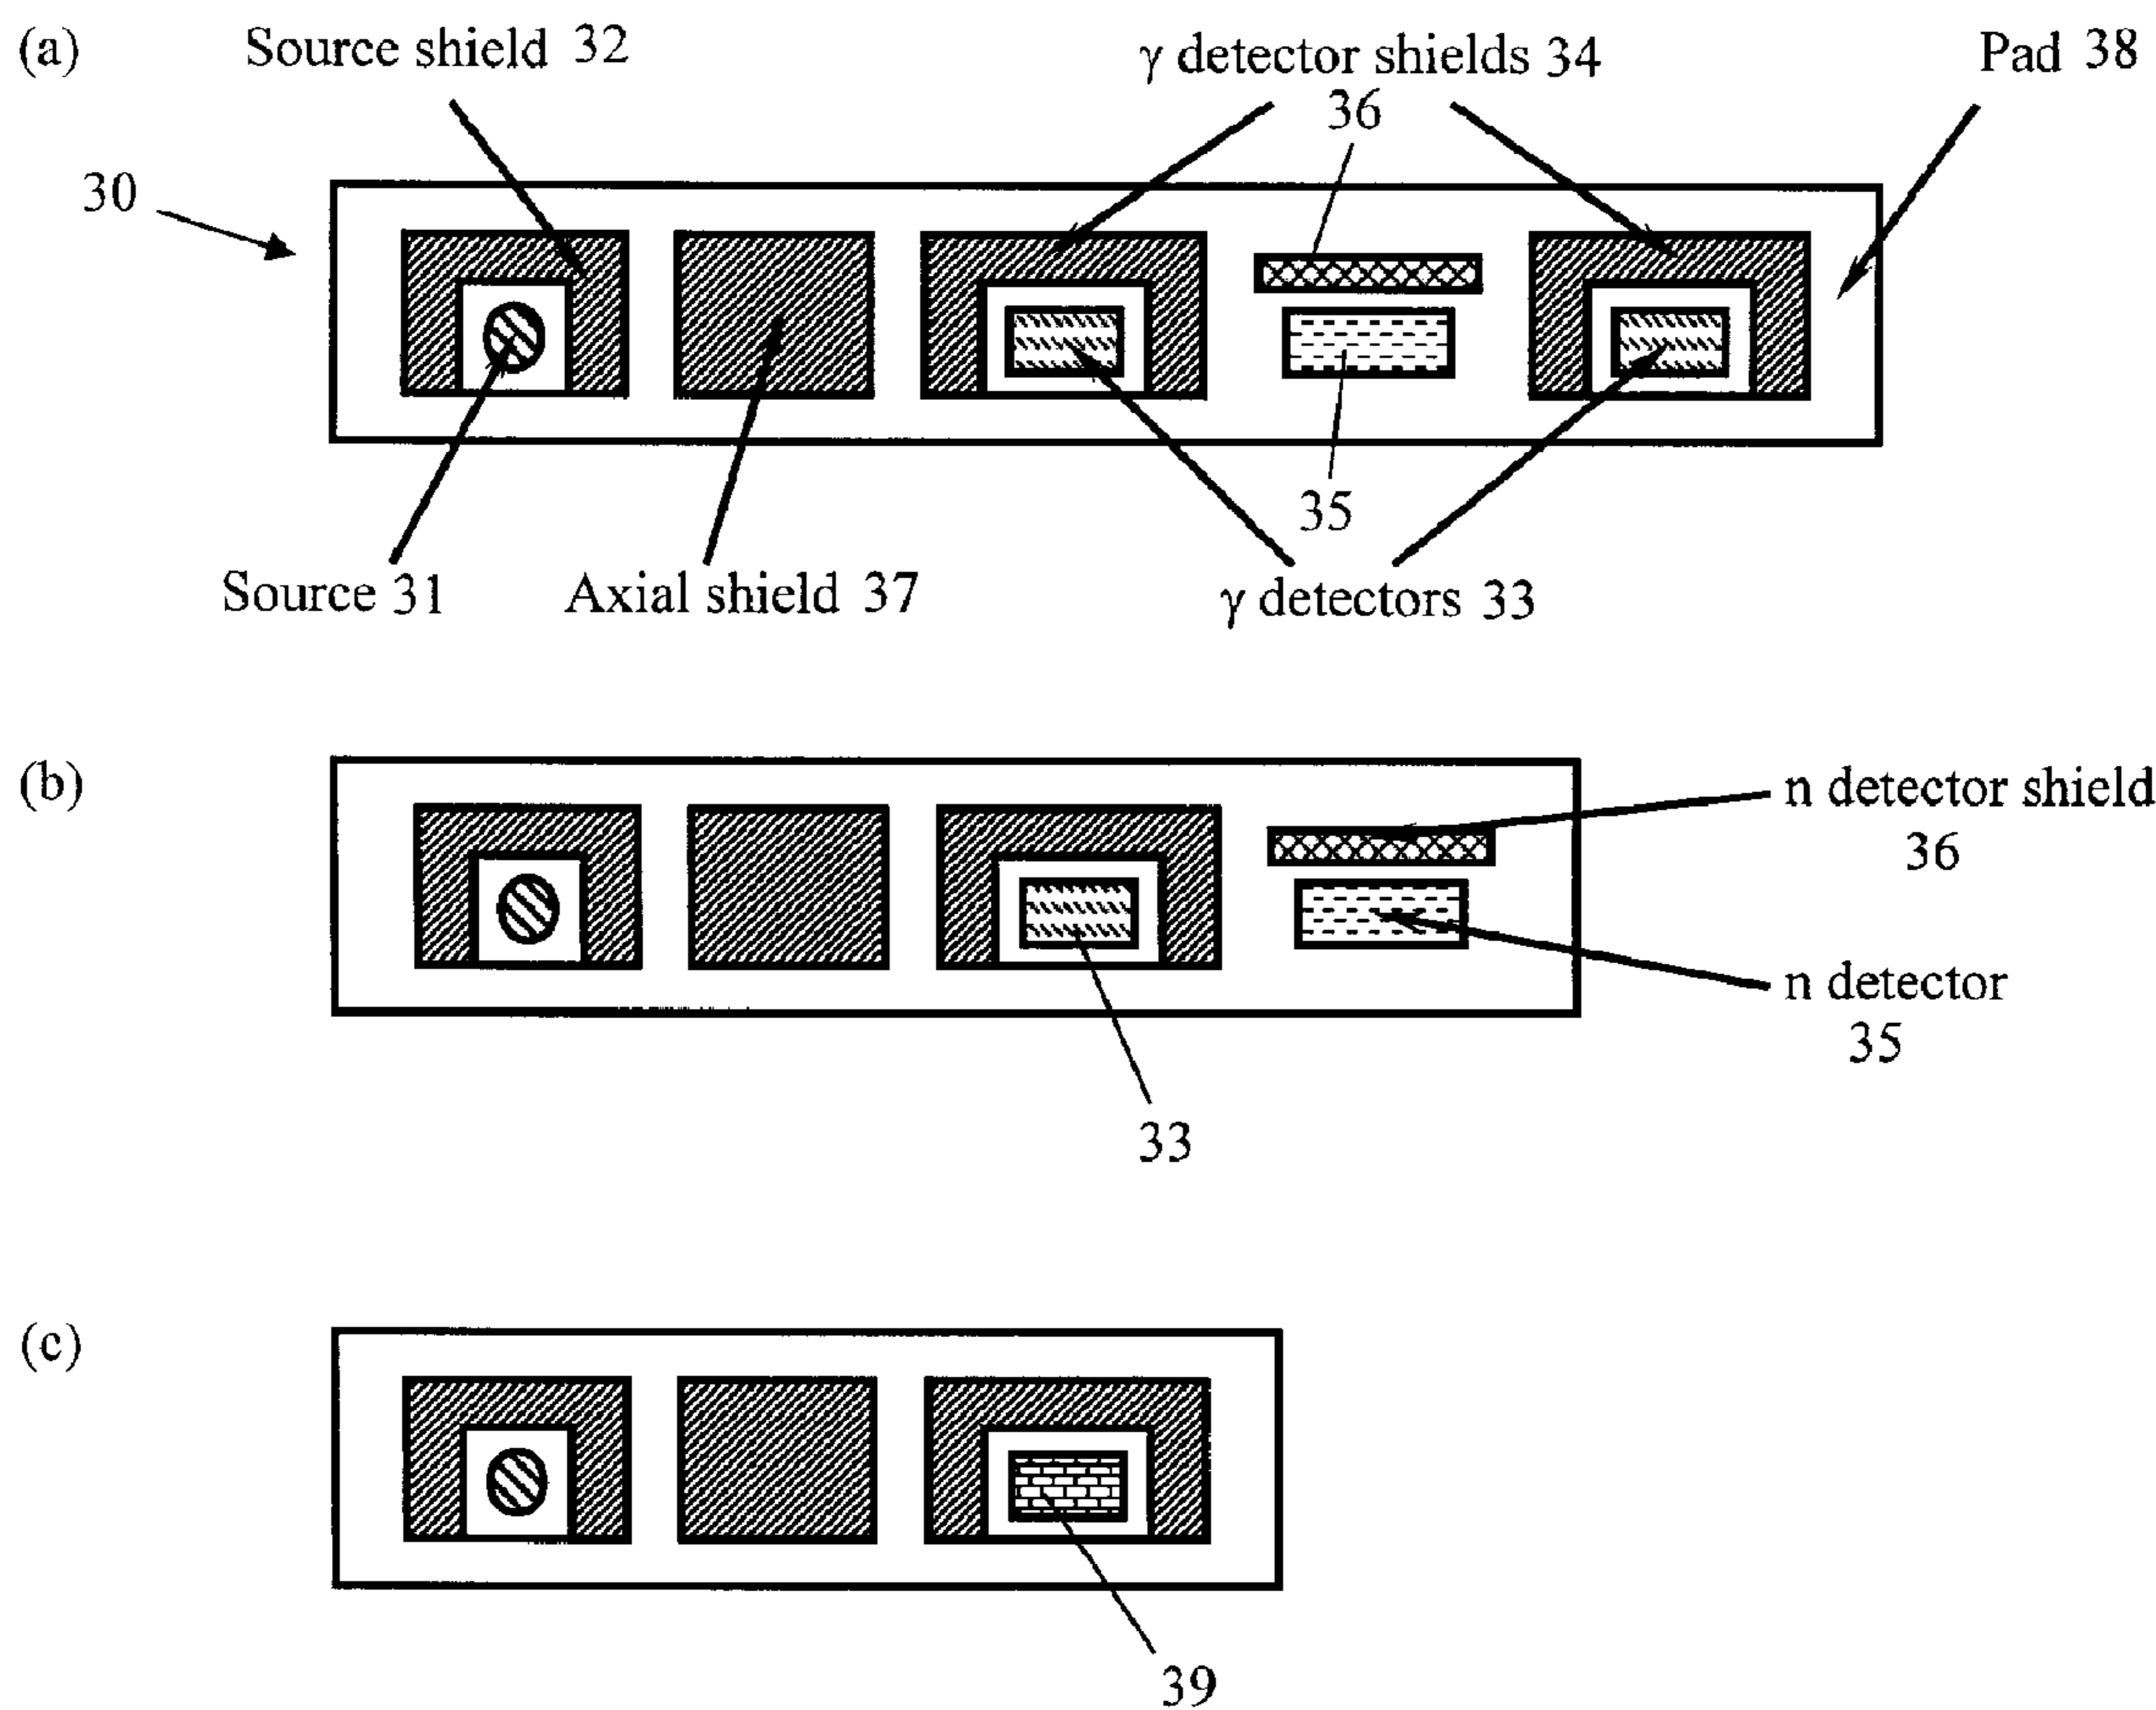 (a)
Source shield 32
γ detector shields 34
Pad 38
36
30
35
Source 31
Axial shield 37
γ detectors 33
(b)
n detector shield
36
n detector
35
33
(c)
39